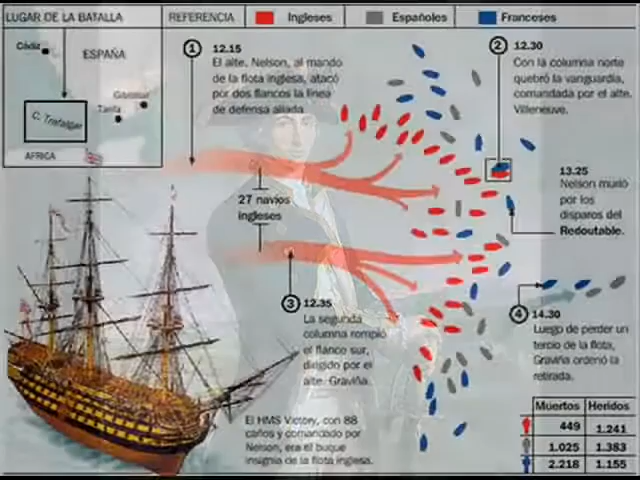 LUGAR DE LA BATALLA
REFERENCIA
Ingleses
Españoles
Franceses
Cádiz
ESPAÑA
Gibraltar
Tarifa
C. Trafalgar
AFRICA
1 12.15
El alte. Nelson, al mando
de la flota inglesa, atacó
por dos flancos la línea
de defensa aliada
2 12.30
Con la columna norte
quebró la vanguardia,
comandada por el alte.
Villeneuve.
13.25
Nelson murió
por los
disparos del
Redoutable.
27 navíos
ingleses
3 12.35
La segunda
columna rompió
el flanco sur,
dirigido por el
alte. Graviña.
4 14.30
Luego de perder un
tercio de la flota,
Graviña ordenó la
retirada.
El HMS Victory, con 88
caños y comandado por
Nelson, era el buque
insignia de la flota inglesa.
Muertos Heridos
449 1.241
1.025 1.383
2.218 1.155